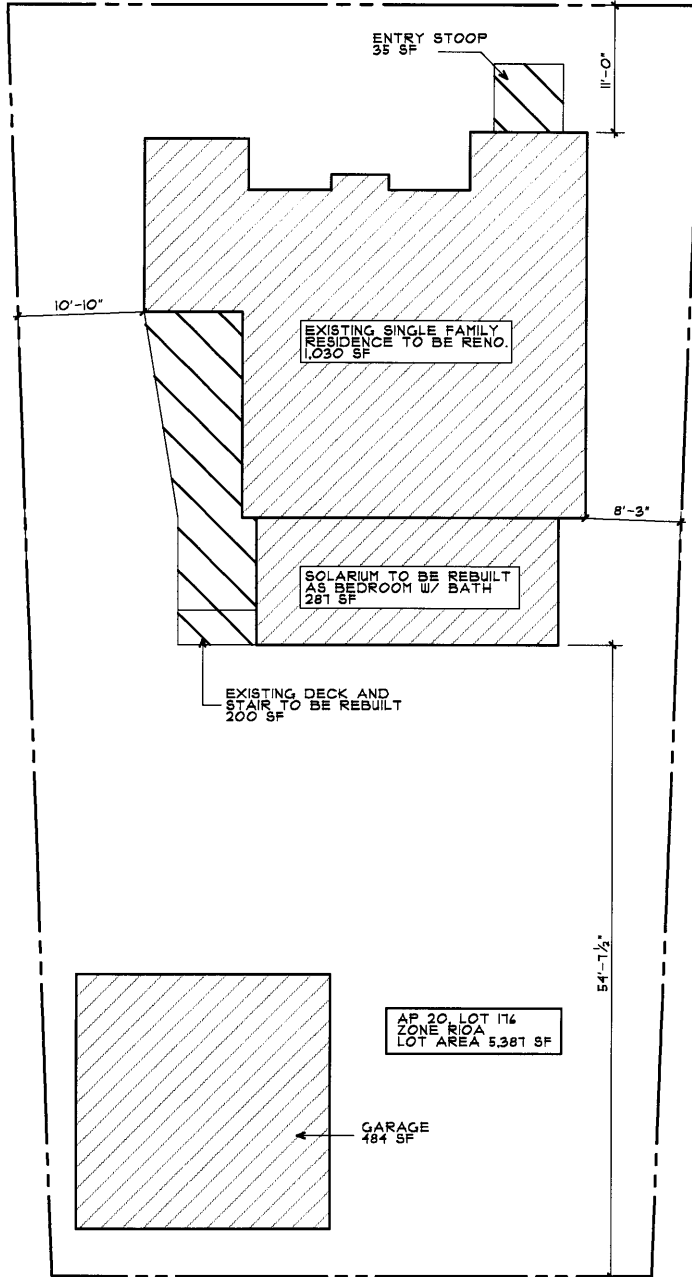 ENTRY STOOP
35 SF
11'-0"
10'-10"
EXISTING SINGLE FAMILY
RESIDENCE TO BE RENO.
1,030 SF
8'-3"
SOLARIUM TO BE REBUILT
AS BEDROOM W/ BATH
287 SF
EXISTING DECK AND
STAIR TO BE REBUILT
200 SF
54'-7½"
AP 20, LOT 176
ZONE R10A
LOT AREA 5,387 SF
GARAGE
484 SF